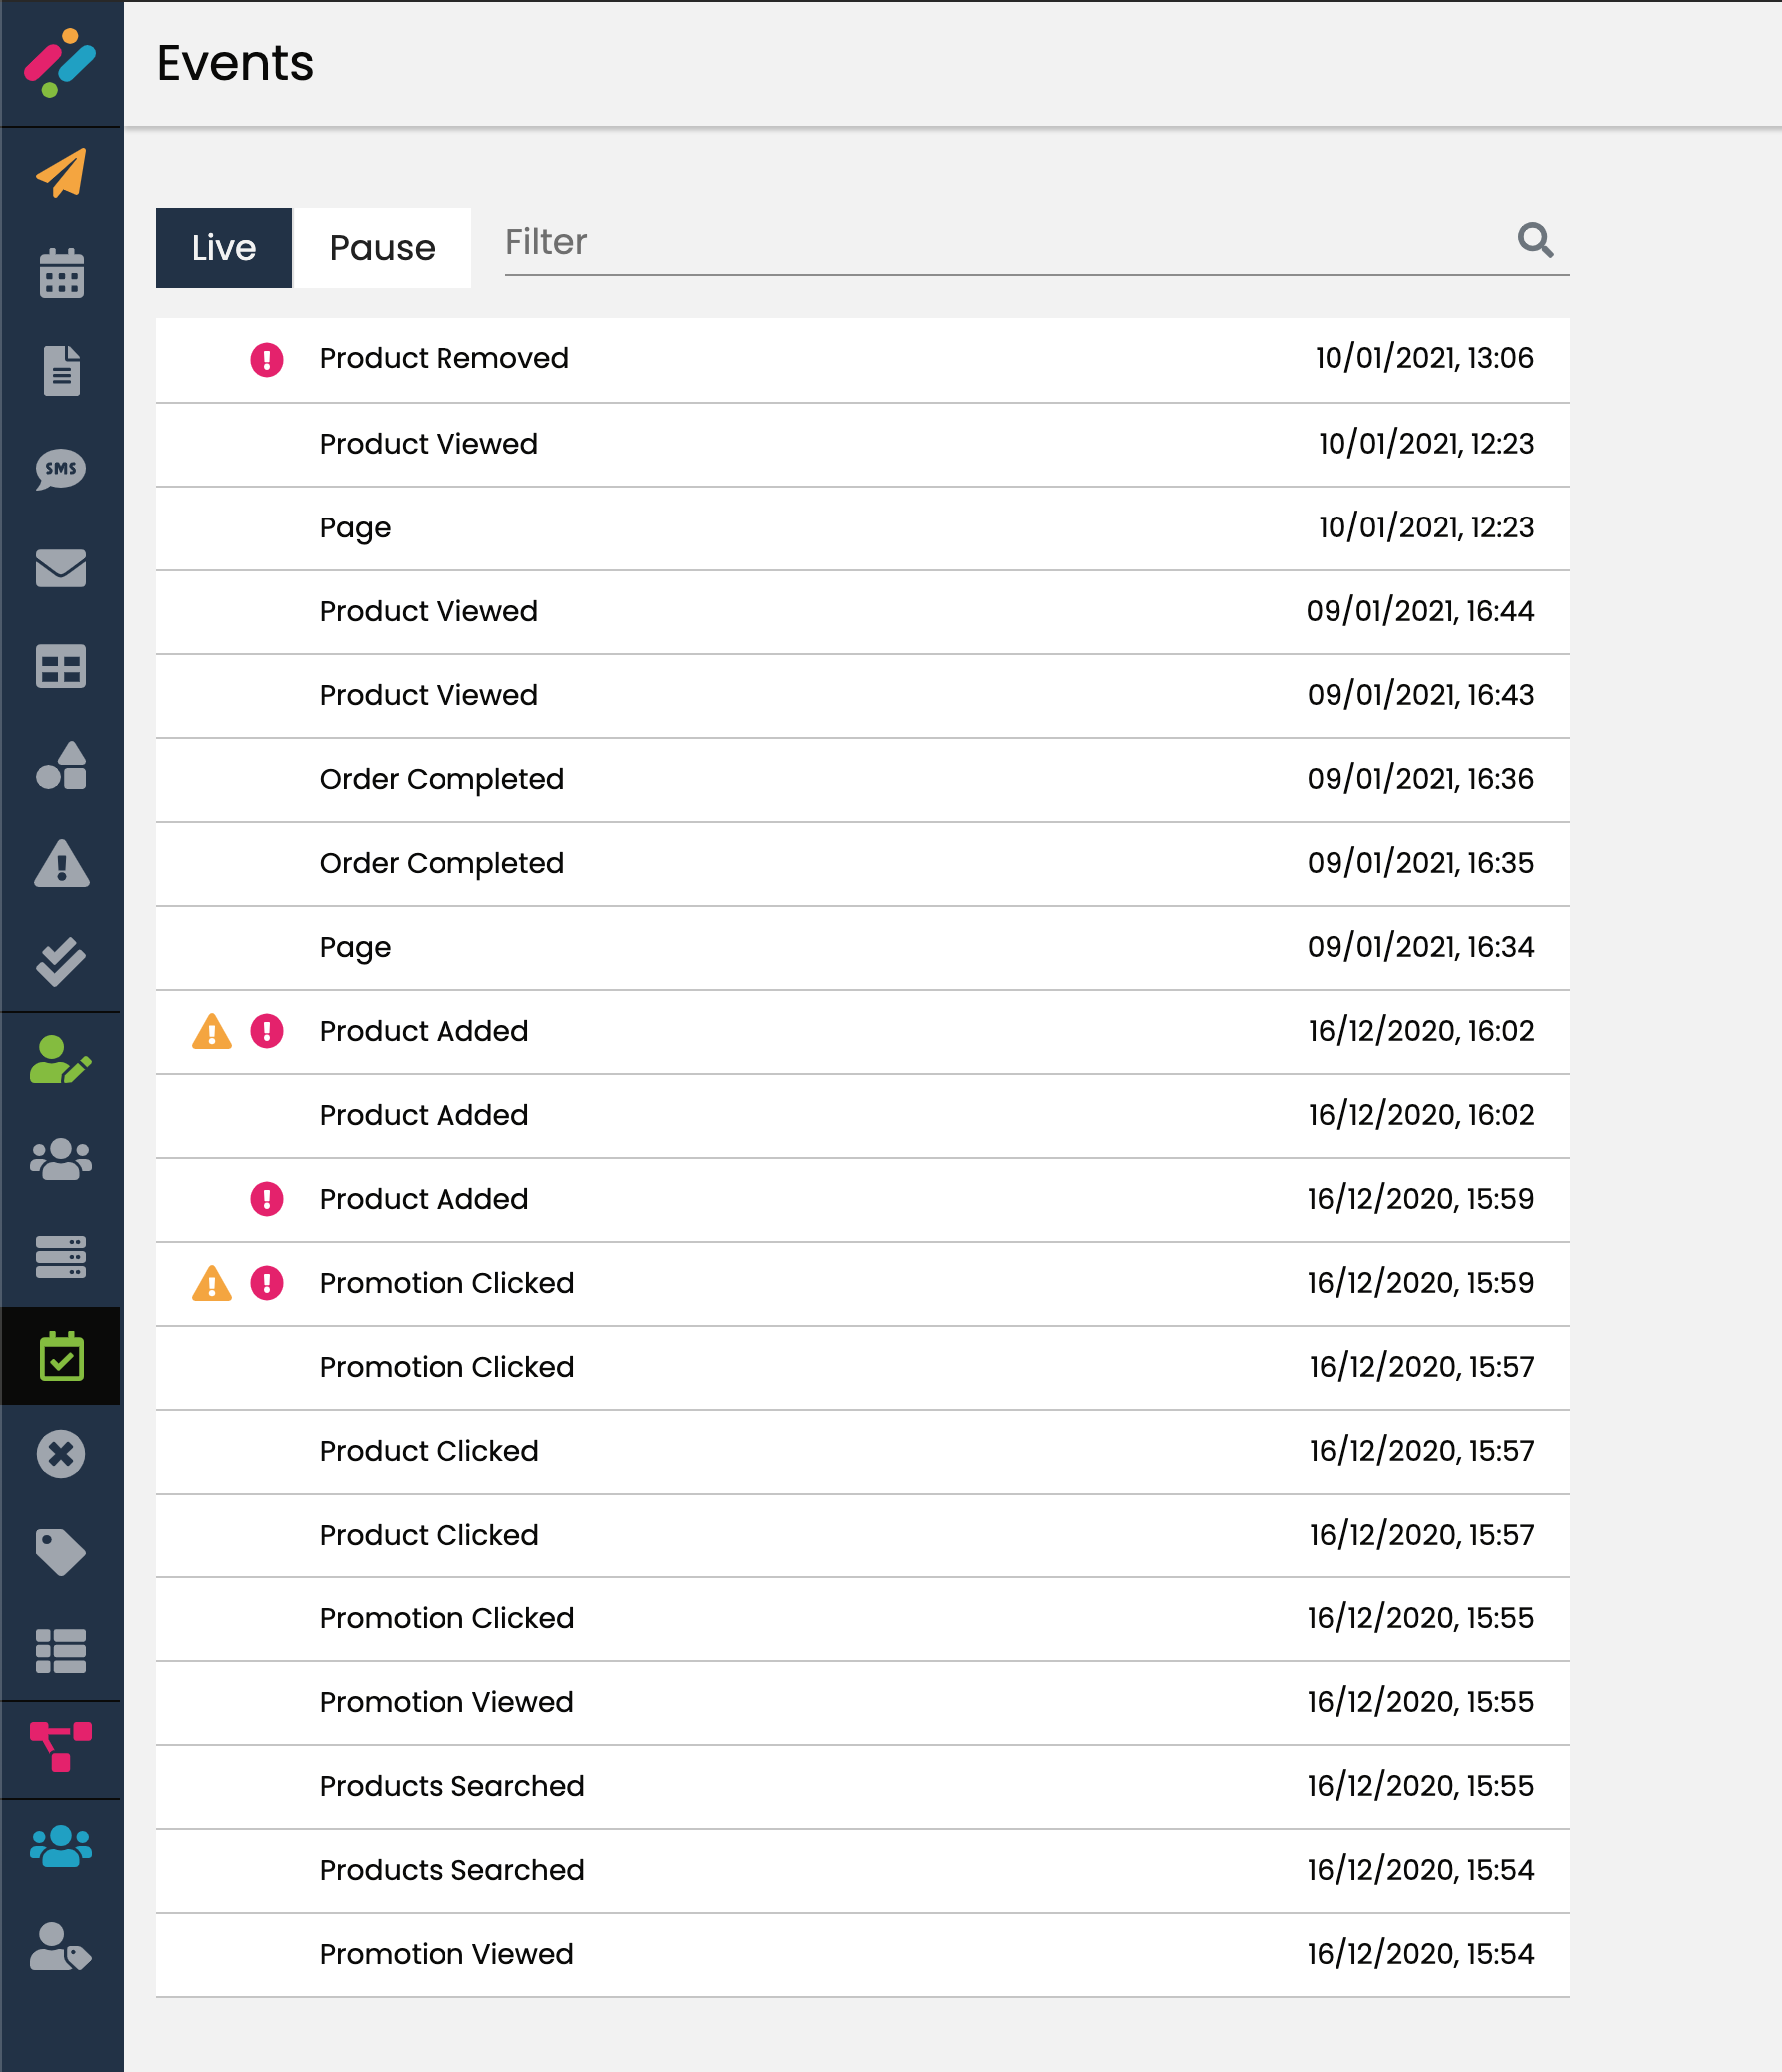 Events
Live Pause Filter
Product Removed 10/01/2021, 13:06
Product Viewed 10/01/2021, 12:23
SMS
Page 10/01/2021, 12:23
Product Viewed 09/01/2021, 16:44
Product Viewed 09/01/2021, 16:43
Order Completed 09/01/2021, 16:36
Order Completed 09/01/2021, 16:35
Page 09/01/2021, 16:34
Product Added 16/12/2020, 16:02
Product Added 16/12/2020, 16:02
Product Added 16/12/2020, 15:59
Promotion Clicked 16/12/2020, 15:59
Promotion Clicked 16/12/2020, 15:57
Product Clicked 16/12/2020, 15:57
Product Clicked 16/12/2020, 15:57
Promotion Clicked 16/12/2020, 15:55
Promotion Viewed 16/12/2020, 15:55
Products Searched 16/12/2020, 15:55
Products Searched 16/12/2020, 15:54
Promotion Viewed 16/12/2020, 15:54